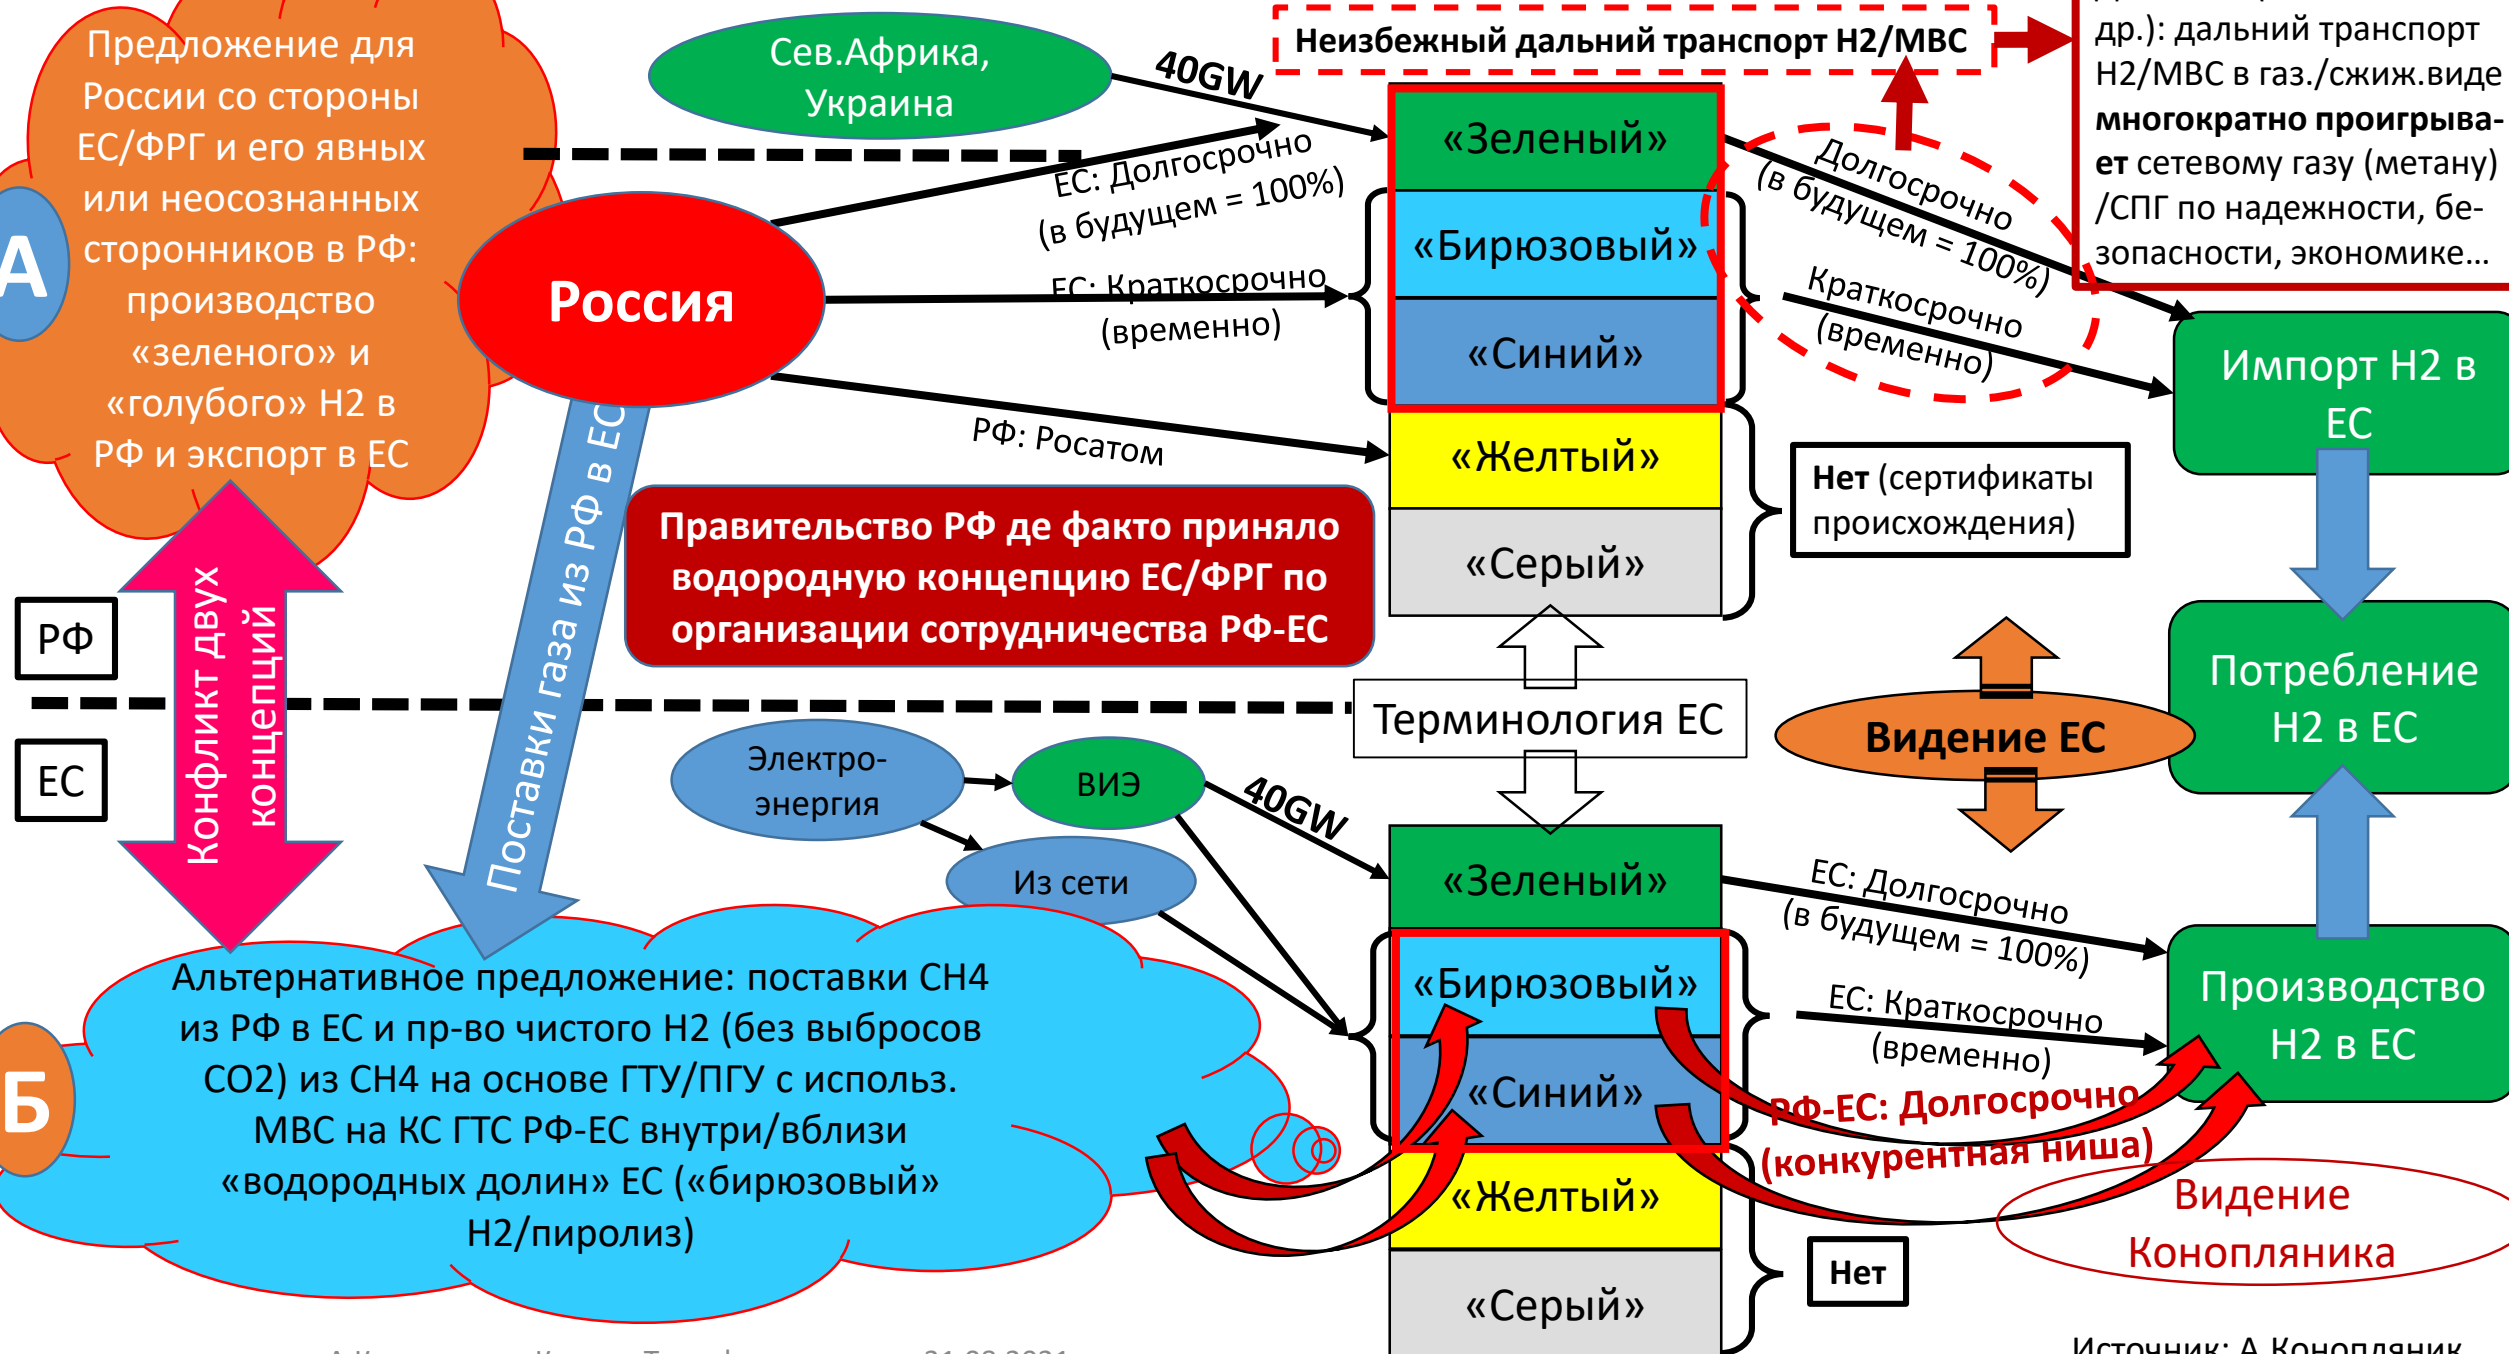 Предложение для
России со стороны
ЕС/ФРГ и его явных
или неосознанных
сторонников в РФ:
производство
«зеленого» и
«голубого» Н2 в
РФ и экспорт в ЕС
А
Сев.Африка,
Украина
40GW
Неизбежный дальний транспорт Н2/МВС
др.): дальний транспорт
Н2/МВС в газ./сжиж.виде
многократно проигрыва-
ет сетевому газу (метану)
/СПГ по надежности, бе-
зопасности, экономике…
Россия
ЕС: Долгосрочно
(в будущем = 100%)
ЕС: Краткосрочно
(временно)
РФ: Росатом
«Зеленый»
«Бирюзовый»
«Синий»
«Желтый»
«Серый»
Долгосрочно
(в будущем = 100%)
Краткосрочно
(временно)
Импорт Н2 в
ЕС
Нет (сертификаты
происхождения)
Правительство РФ де факто приняло
водородную концепцию ЕС/ФРГ по
организации сотрудничества РФ-ЕС
Поставки газа из РФ в ЕС
Конфликт двух
концепций
РФ
ЕС
Терминология ЕС
Видение ЕС
Потребление
Н2 в ЕС
Электро-
энергия
ВИЭ
Из сети
40GW
«Зеленый»
«Бирюзовый»
«Синий»
«Желтый»
«Серый»
ЕС: Долгосрочно
(в будущем = 100%)
ЕС: Краткосрочно
(временно)
РФ-ЕС: Долгосрочно
(конкурентная ниша)
Производство
Н2 в ЕС
Б
Альтернативное предложение: поставки СН4
из РФ в ЕС и пр-во чистого Н2 (без выбросов
СО2) из СН4 на основе ГТУ/ПГУ с использ.
МВС на КС ГТС РФ-ЕС внутри/вблизи
«водородных долин» ЕС («бирюзовый»
Н2/пиролиз)
Нет
Видение
Конопляника
Источник: А.Конопляник